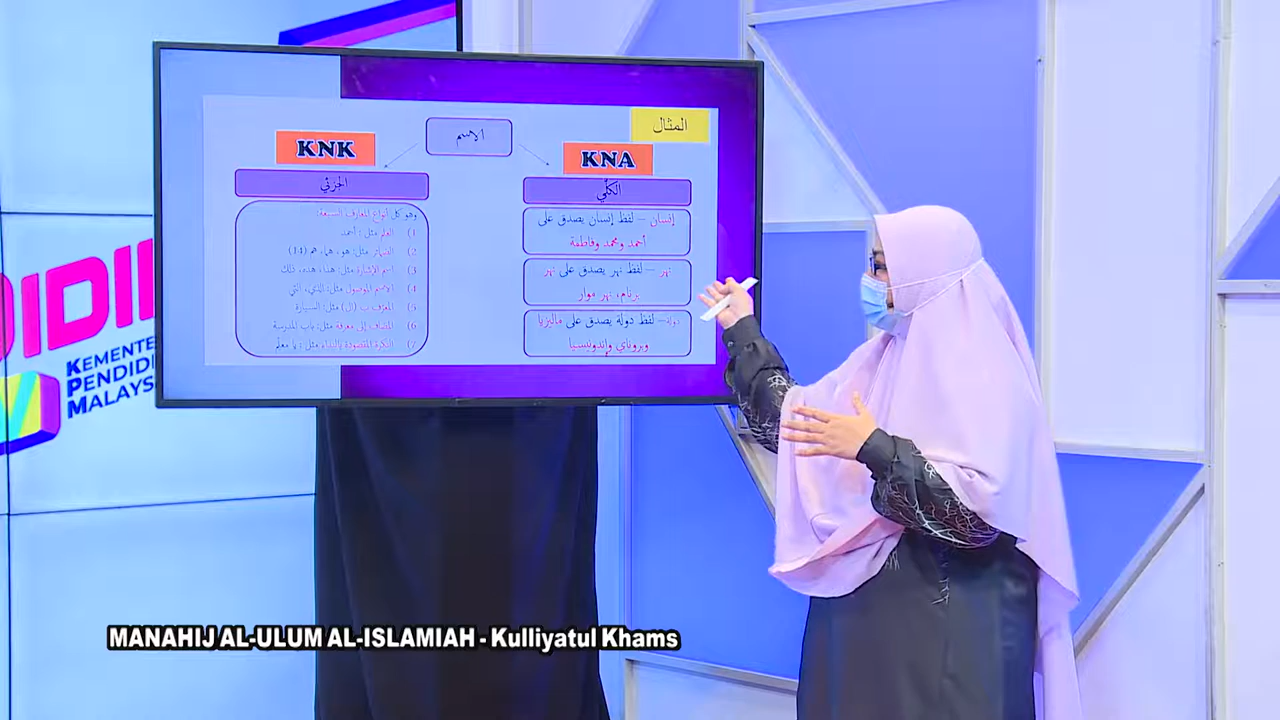 المثال
الاسم
KNK
KNA
الجزئي
الكلّي
وهو كل أنواع المعارف السبعة:
1) العلم مثل: أحمد
2) الضمائر مثل: هو، هما، هم (14)
3) اسم الإشارة مثل: هذا، هذه، ذلك
4) الاسم الموصول مثل: الذي، التي
5) المعرف ب (ال) مثل: السيارة
6) المضاف إلى معرفة مثل: باب المدرسة
7) النكرة المقصودة بالنداء مثل: يا معلم
إنسان – لفظ إنسان يصدق على
أحمد ومحمد وفاطمة
نهر – لفظ نهر يصدق على نهر
برنام، نهر موار
دولة– لفظ دولة يصدق على ماليزيا
وبروناي وإندونيسيا
KEMENTE
PENDIDI
MALAYS
MANAHIJ AL-ULUM AL-ISLAMIAH - Kulliyatul Khams